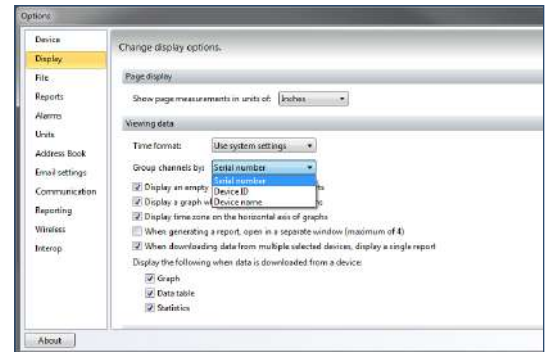 Options
Device
Display
File
Reports
Alarms
Units
Address Book
Email settings
Communication
Reporting
Wireless
Interop
About
Change display options.
Page display
Show page measurements in units of: Inches
Viewing data
Time format: Use system settings
Group channels by: Serial number
Serial number
Device ID
Device name
Display an empty
Display a graph
Display time zone on the horizontal axis of graphs
When generating a report, open in a separate window (maximum of 4)
When downloading data from multiple selected devices, display a single report
Display the following when data is downloaded from a device:
Graph
Data table
Statistics